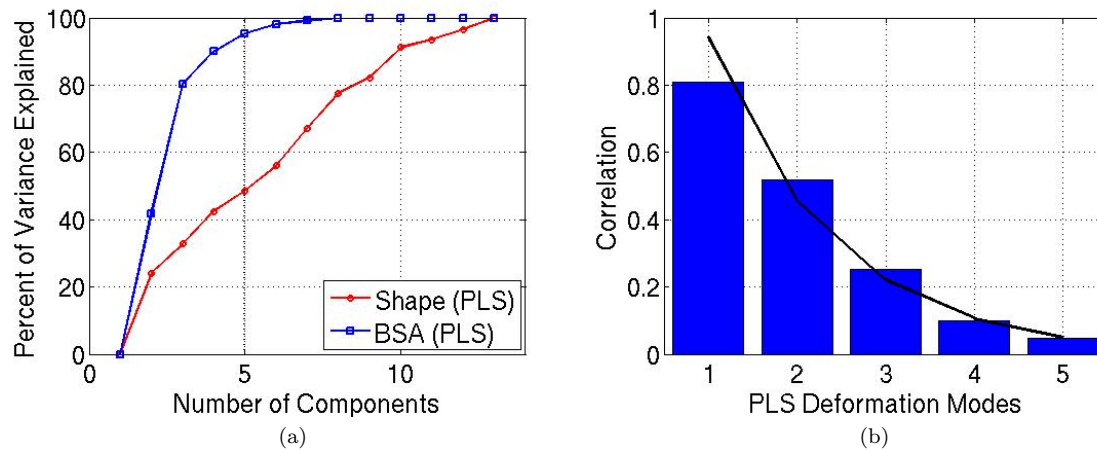 100
80
60
40
20
0
Percent of Variance Explained
0 5 10
Number of Components
Shape (PLS)
BSA (PLS)
(a)
1
0.8
0.6
0.4
0.2
0
Correlation
1 2 3 4 5
PLS Deformation Modes
(b)